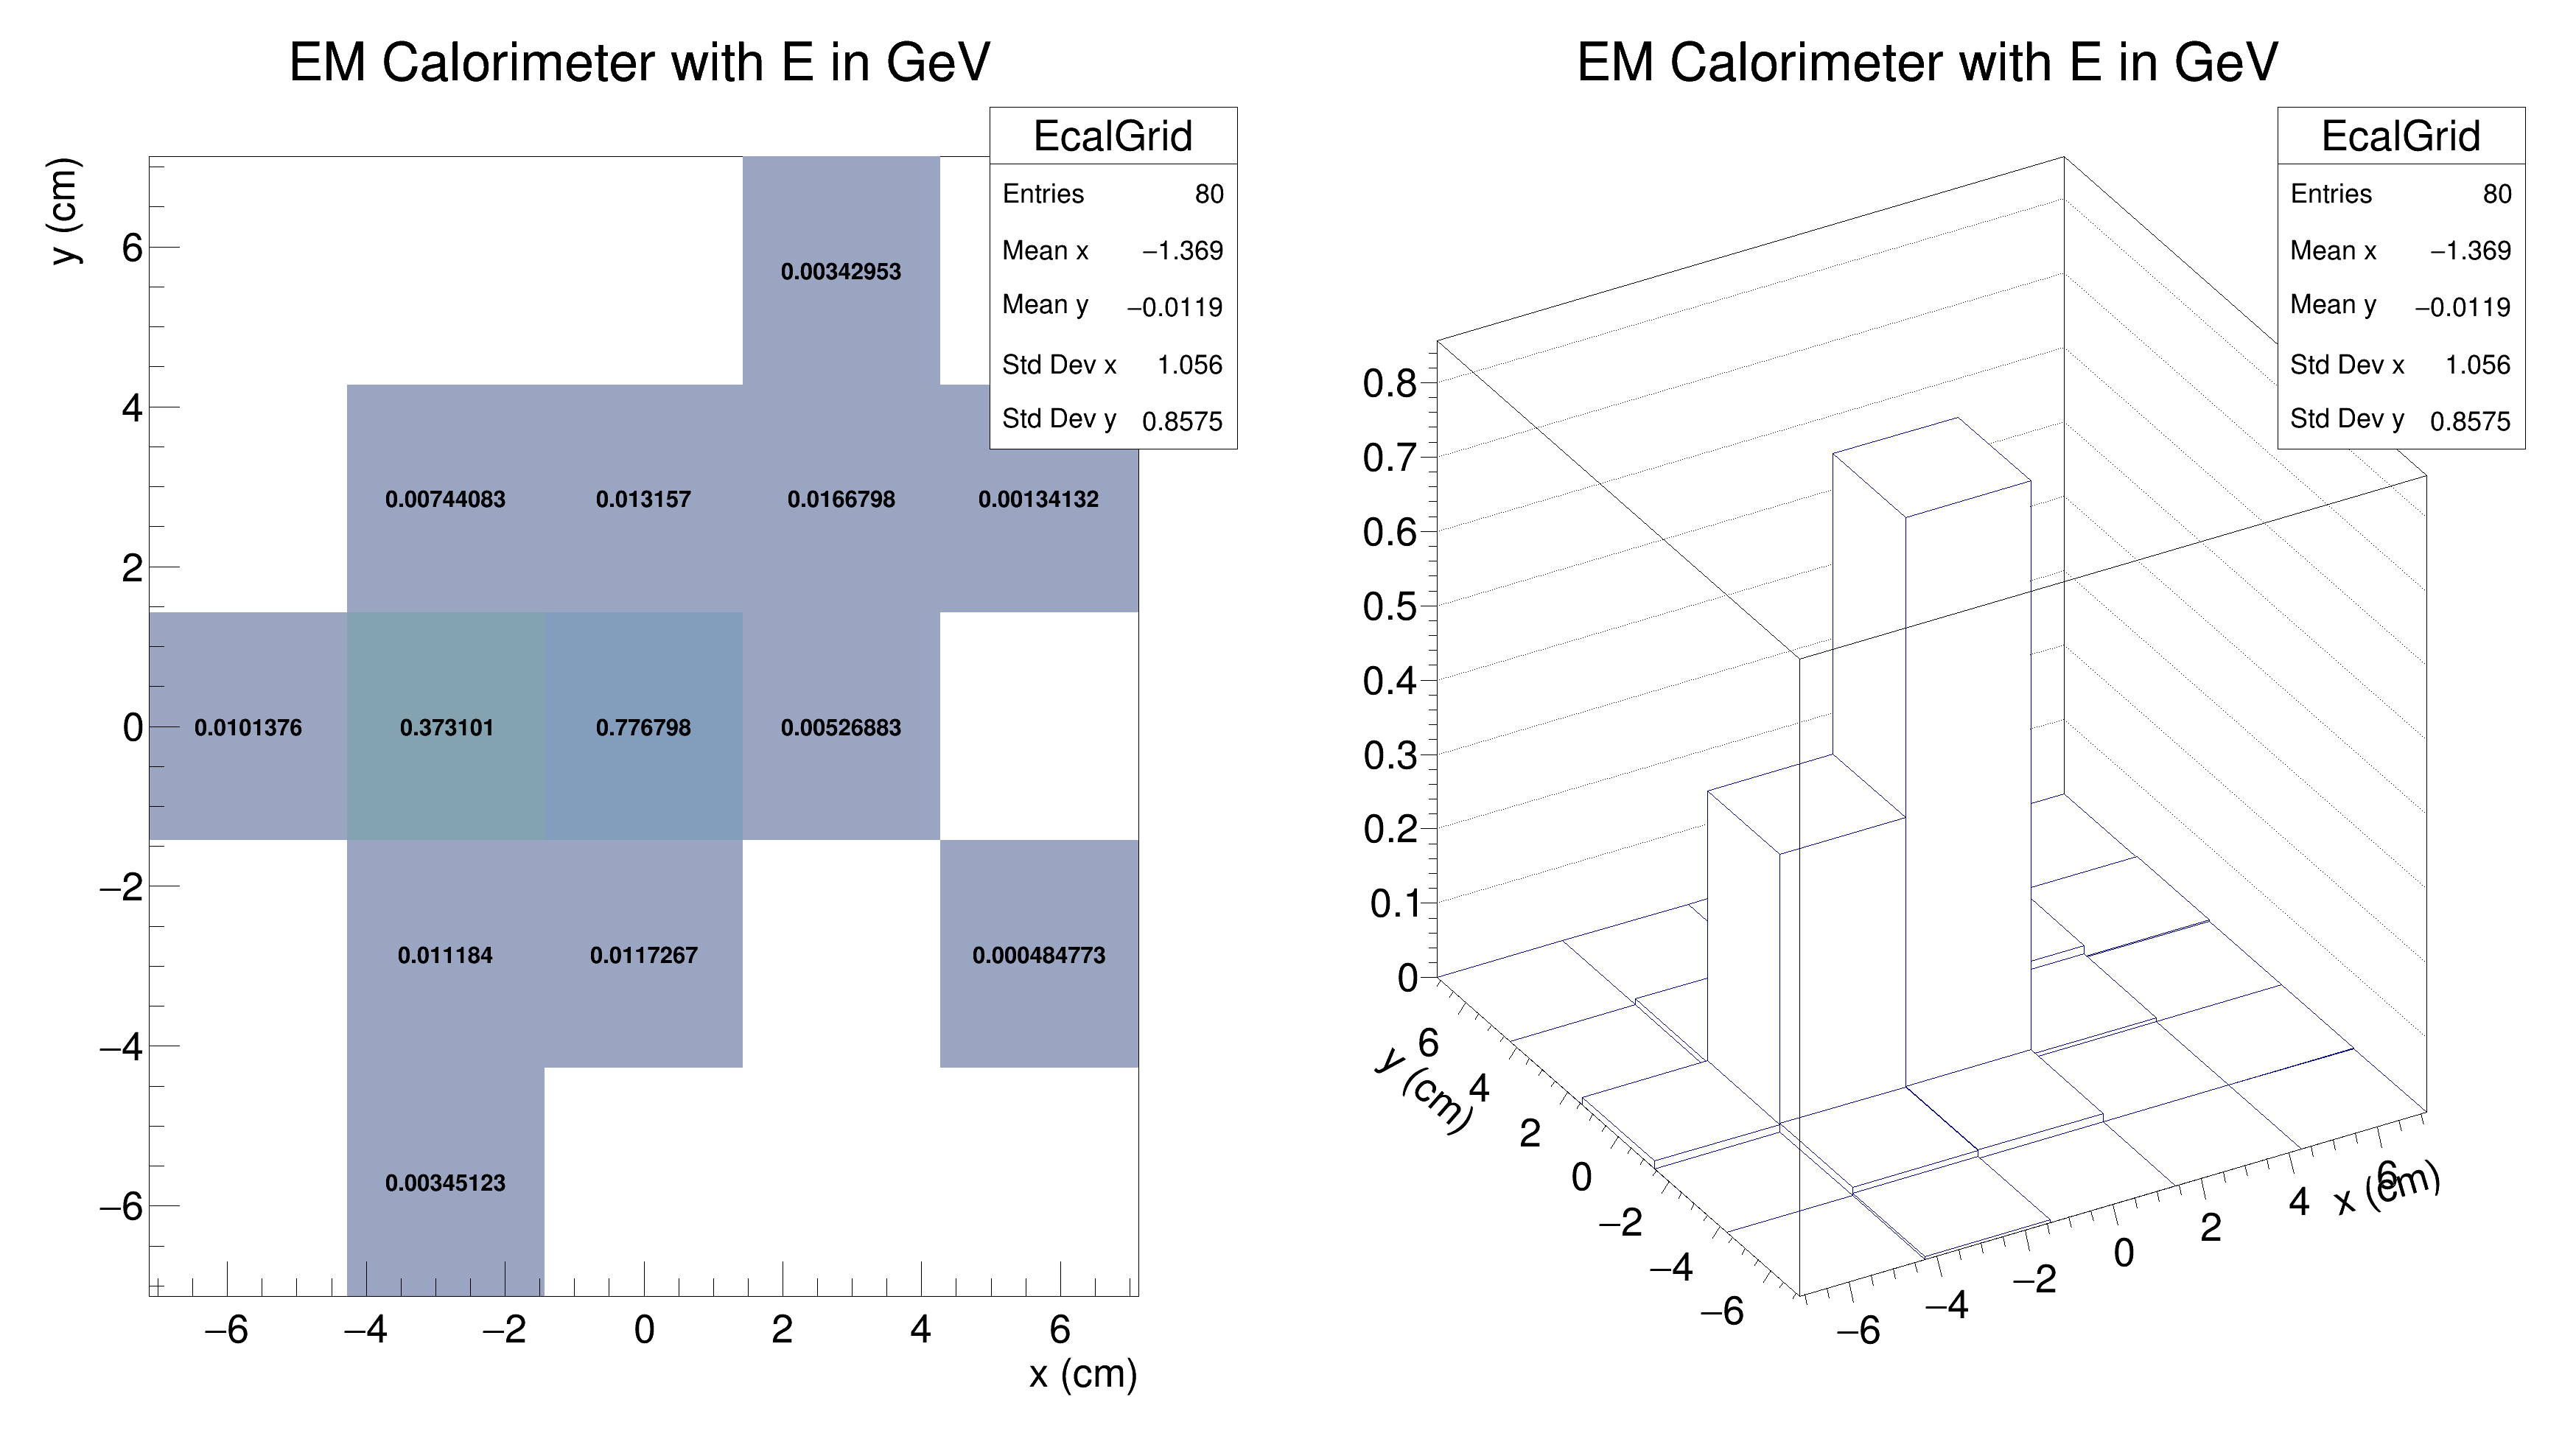 EM Calorimeter with E in GeV
EcalGrid
Entries 80
Mean x −1.369
Mean y −0.0119
Std Dev x 1.056
Std Dev y 0.8575
y (cm)
6
4
2
0
−2
−4
−6
0.00342953
0.00744083 0.013157 0.0166798 0.00134132
0.0101376 0.373101 0.776798 0.00526883
0.011184 0.0117267 0.000484773
0.00345123
−6 −4 −2 0 2 4 6
x (cm)
EM Calorimeter with E in GeV
EcalGrid
Entries 80
Mean x −1.369
Mean y −0.0119
Std Dev x 1.056
Std Dev y 0.8575
0.8
0.7
0.6
0.5
0.4
0.3
0.2
0.1
0
y (cm)
6
4
2
0
−2
−4
−6
−6 −4 −2 0 2 4 6
x (cm)